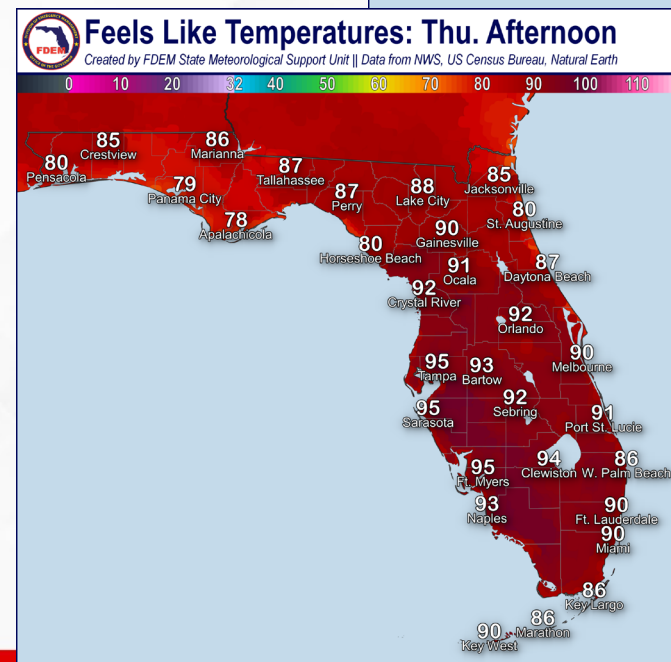 Feels Like Temperatures: Thu. Afternoon
Created by FDEM State Meteorological Support Unit || Data from NWS, US Census Bureau, Natural Earth
FDEM
0 10 20 32 40 50 60 70 80 90 100 110
85
Crestview
86
Marianna
80
Pensacola
87
Tallahassee
79
Panama City
87
Perry
88
Lake City
85
Jacksonville
78
Apalachicola
80
St. Augustine
90
Gainesville
80
Horseshoe Beach
91
Ocala
87
Daytona Beach
92
Crystal River
92
Orlando
90
Melbourne
95
Tampa
93
Bartow
92
Sebring
95
Sarasota
91
Port St. Lucie
95
Ft. Myers
94
Clewiston
86
W. Palm Beach
93
Naples
90
Ft. Lauderdale
90
Miami
86
Key Largo
86
Marathon
90
Key West